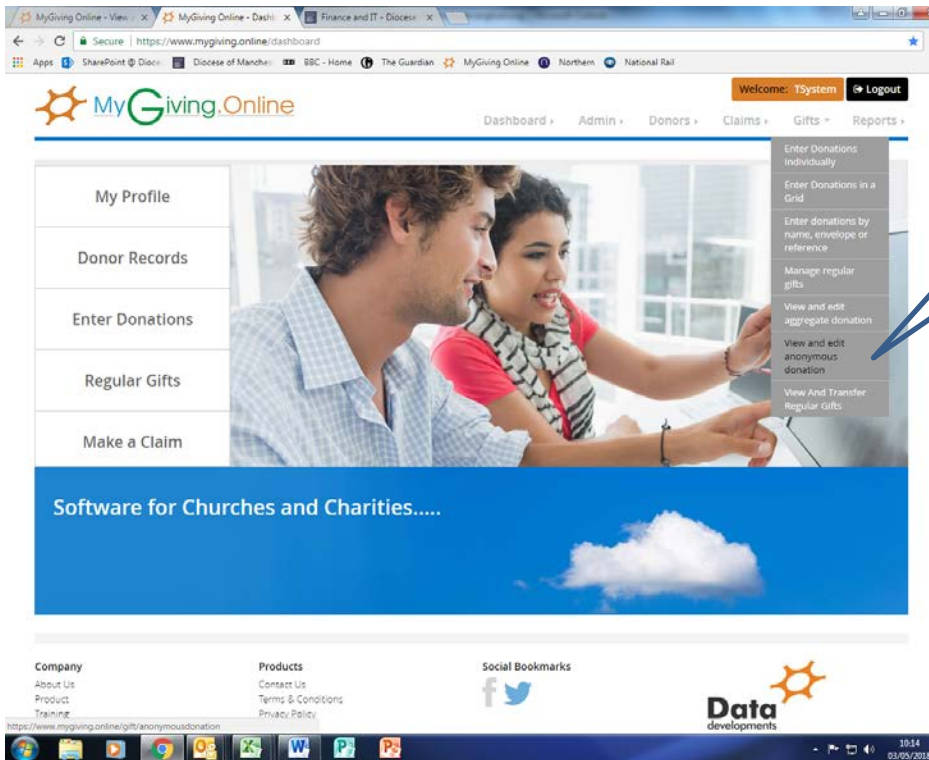 MyGiving Online - View
MyGiving Online - Dashb
Finance and IT - Diocese
Secure | https://www.mygiving.online/dashboard
Apps SharePoint @ Dioce Diocese of Manches BBC - Home The Guardian MyGiving Online Northern National Rail
MyGiving.Online
Welcome: TSystem Logout
Dashboard Admin Donors Claims Gifts Reports
Enter Donations
Individually
Enter Donations in a
Grid
Enter donations by
name, envelope or
reference
Manage regular
gifts
View and edit
aggregate donation
View and edit
anonymous
donation
View And Transfer
Regular Gifts
My Profile
Donor Records
Enter Donations
Regular Gifts
Make a Claim
Software for Churches and Charities.....
Company
About Us
Product
Training
Products
Contact Us
Terms & Conditions
Privacy Policy
Social Bookmarks
Data
developments
https://www.mygiving.online/gift/anonymousdonation
10:14
03/05/2018